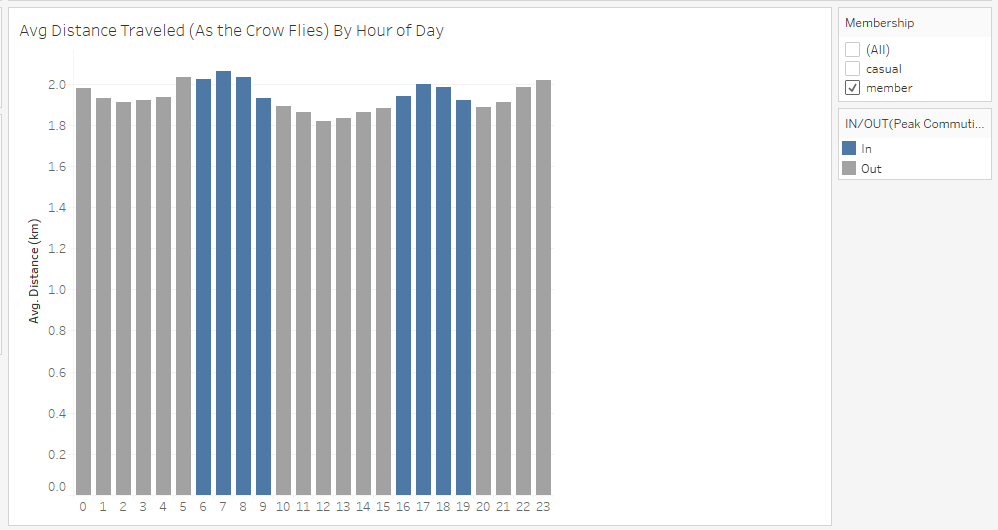 Avg Distance Traveled (As the Crow Flies) By Hour of Day
Avg. Distance (km)
2.0
1.8
1.6
1.4
1.2
1.0
0.8
0.6
0.4
0.2
0.0
0 1 2 3 4 5 6 7 8 9 10 11 12 13 14 15 16 17 18 19 20 21 22 23
Membership
(All)
casual
member
IN/OUT(Peak Commuti...
In
Out